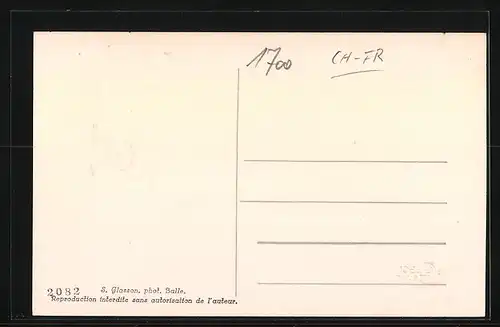 1700 CH-FR
2082 S. Glasson, phot. Bulle.
Reproduction interdite sans autorisation de l'auteur.